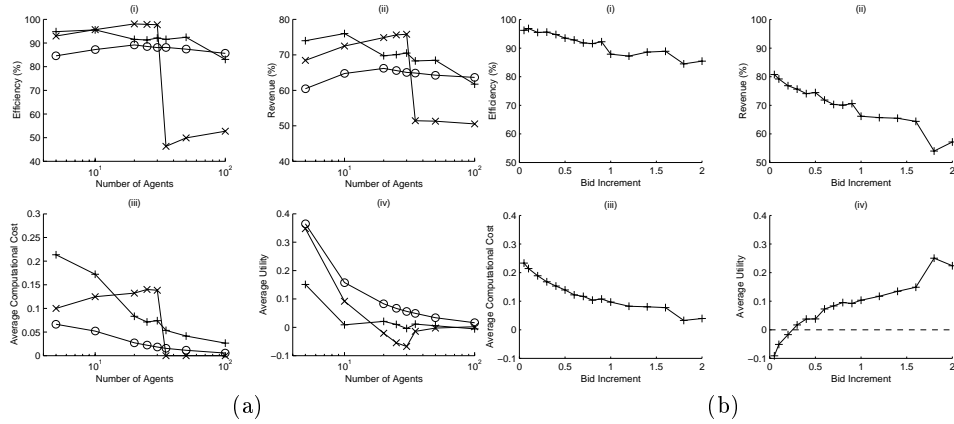 (i)
100
90
80
70
60
50
40
Efficiency (%)
10¹
10²
Number of Agents
(ii)
80
70
60
50
40
Revenue (%)
10¹
10²
Number of Agents
(iii)
0.3
0.25
0.2
0.15
0.1
0.05
0
Average Computational Cost
10¹
10²
Number of Agents
(iv)
0.4
0.3
0.2
0.1
0
−0.1
Average Utility
10¹
10²
Number of Agents
(a)
(i)
100
90
80
70
60
50
Efficiency (%)
0 0.5 1 1.5 2
Bid Increment
(ii)
100
90
80
70
60
50
Revenue (%)
0 0.5 1 1.5 2
Bid Increment
(iii)
0.4
0.3
0.2
0.1
0
−0.1
Average Computational Cost
0 0.5 1 1.5 2
Bid Increment
(iv)
0.4
0.3
0.2
0.1
0
−0.1
Average Utility
0 0.5 1 1.5 2
Bid Increment
(b)